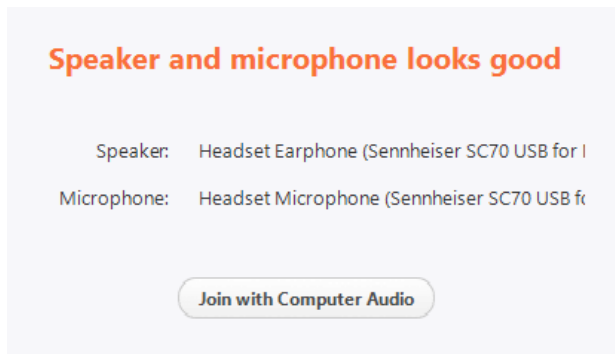 Speaker and microphone looks good
Speaker: Headset Earphone (Sennheiser SC70 USB for
Microphone: Headset Microphone (Sennheiser SC70 USB
Join with Computer Audio